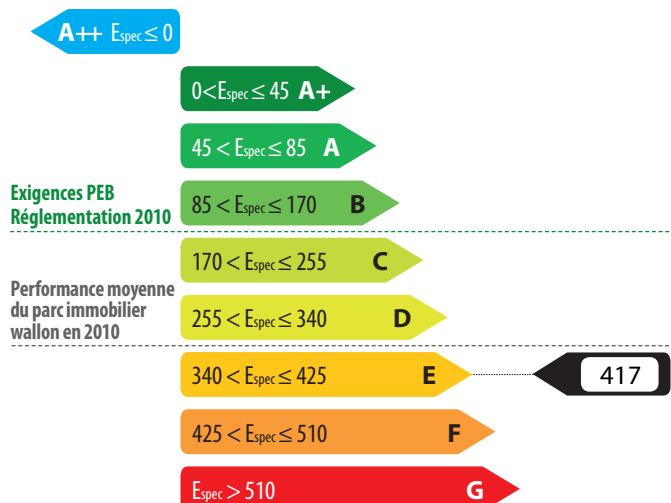 A++ Espec ≤ 0
0<Espec ≤ 45 A+
45 < Espec ≤ 85 A
Exigences PEB
Réglementation 2010
85 < Espec ≤ 170 B
170 < Espec ≤ 255 C
Performance moyenne
du parc immobilier
wallon en 2010
255 < Espec ≤ 340 D
340 < Espec ≤ 425 E 417
425 < Espec ≤ 510 F
Espec > 510 G